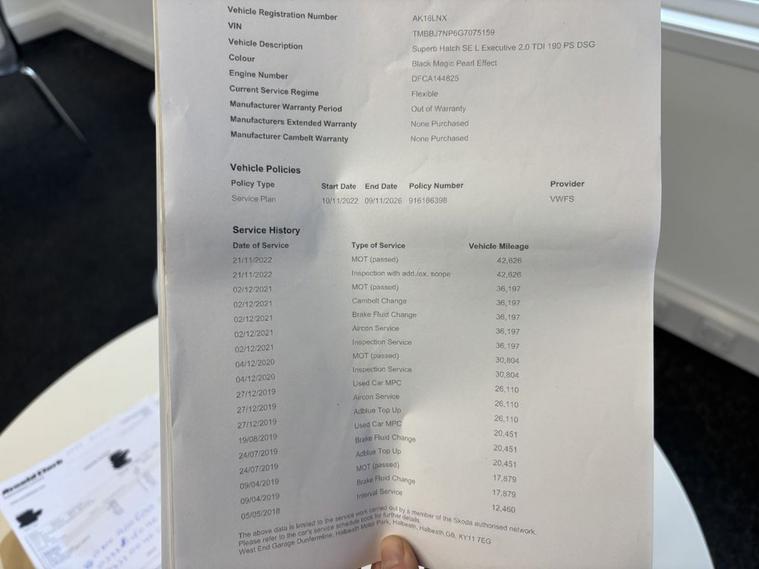 Vehicle Registration Number AK16LNX
VIN TMBBJ7NP6G7075159
Vehicle Description Superb Hatch SE L Executive 2.0 TDI 190 PS DSG
Colour Black Magic Pearl Effect
Engine Number DFCA144625
Current Service Regime Flexible
Manufacturer Warranty Period Out of Warranty
Manufacturers Extended Warranty None Purchased
Manufacturer Cambelt Warranty None Purchased
Vehicle Policies
Policy Type Start Date End Date Policy Number Provider
Service Plan 10/11/2022 09/11/2026 916186398 VWFS
Service History
Date of Service Type of Service Vehicle Mileage
21/11/2022 MOT (passed) 42,626
21/11/2022 Inspection with add./ex. scope 42,626
02/12/2021 MOT (passed) 36,197
02/12/2021 Cambelt Change 36,197
02/12/2021 Brake Fluid Change 36,197
02/12/2021 Aircon Service 36,197
02/12/2021 Inspection Service 36,197
04/12/2020 MOT (passed) 30,804
04/12/2020 Inspection Service 30,804
27/12/2019 Used Car MPC 26,110
27/12/2019 Aircon Service 26,110
27/12/2019 Adblue Top Up 26,110
19/08/2019 Used Car MPC 20,451
24/07/2019 Brake Fluid Change 20,451
24/07/2019 Adblue Top Up 20,451
09/04/2019 MOT (passed) 17,879
09/04/2019 Brake Fluid Change 17,879
05/05/2018 Interval Service 12,460
The above data is limited to the service work carried out by a member of the Skoda authorised network.
Please refer to the car's service schedule book for further details.
West End Garage Dunfermline, Halbeath Motor Park, Halbeath, Halbeath,GB, KY11 7EG
Arnold Clark